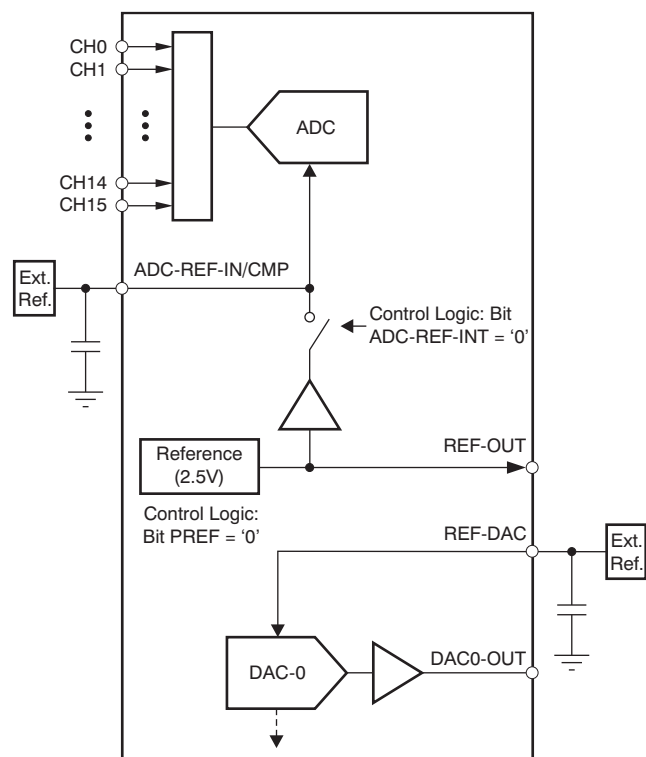 CH0
CH1
CH14
CH15
ADC
ADC-REF-IN/CMP
Ext.
Ref.
Control Logic: Bit
ADC-REF-INT = ‘0’
Reference
(2.5V)
REF-OUT
Control Logic:
Bit PREF = ‘0’
REF-DAC
Ext.
Ref.
DAC-0
DAC0-OUT